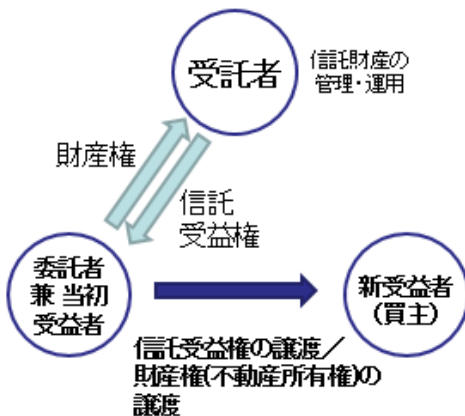 受託者
信託財産の
管理・運用
財産権
信託
受益権
委託者
兼 当初
受益者
新受益者
(買主)
信託受益権の譲渡／
財産権(不動産所有権)の
譲渡